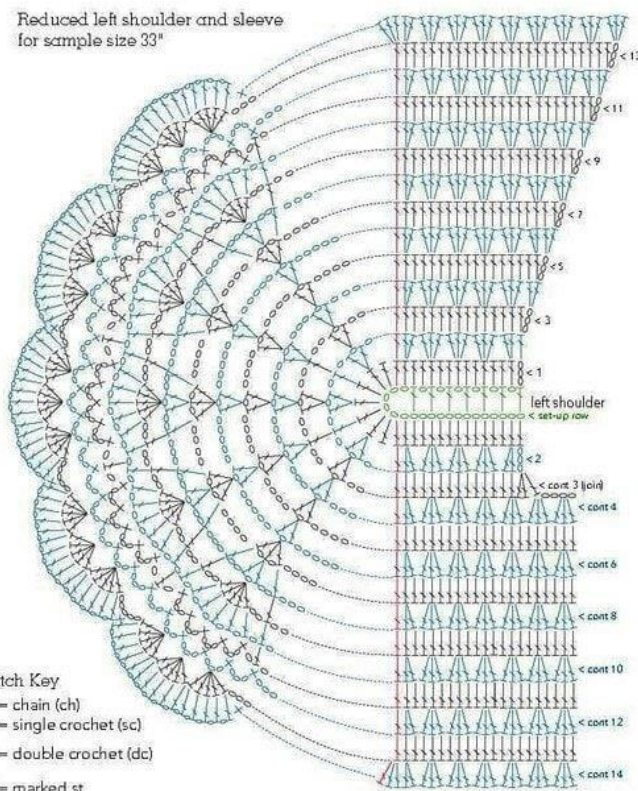 Reduced left shoulder and sleeve
for sample size 33"
< 11
< 9
< 7
< 5
< 3
< 1
left shoulder
< set-up row
< 2
< cont 3 (join)
< cont 4
< cont 6
< cont 8
< cont 10
< cont 12
< cont 14
tch Key
= chain (ch)
= single crochet (sc)
= double crochet (dc)
= marked st